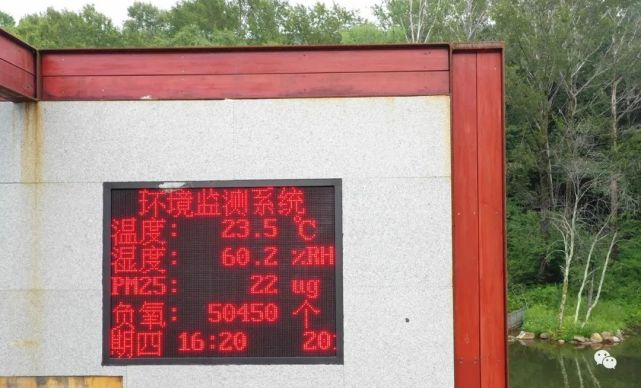 环境监测系统
温度: 23.5 ℃
湿度: 60.2 %RH
PM25: 22 ug
负氧: 50450 个
期四 16:20 20